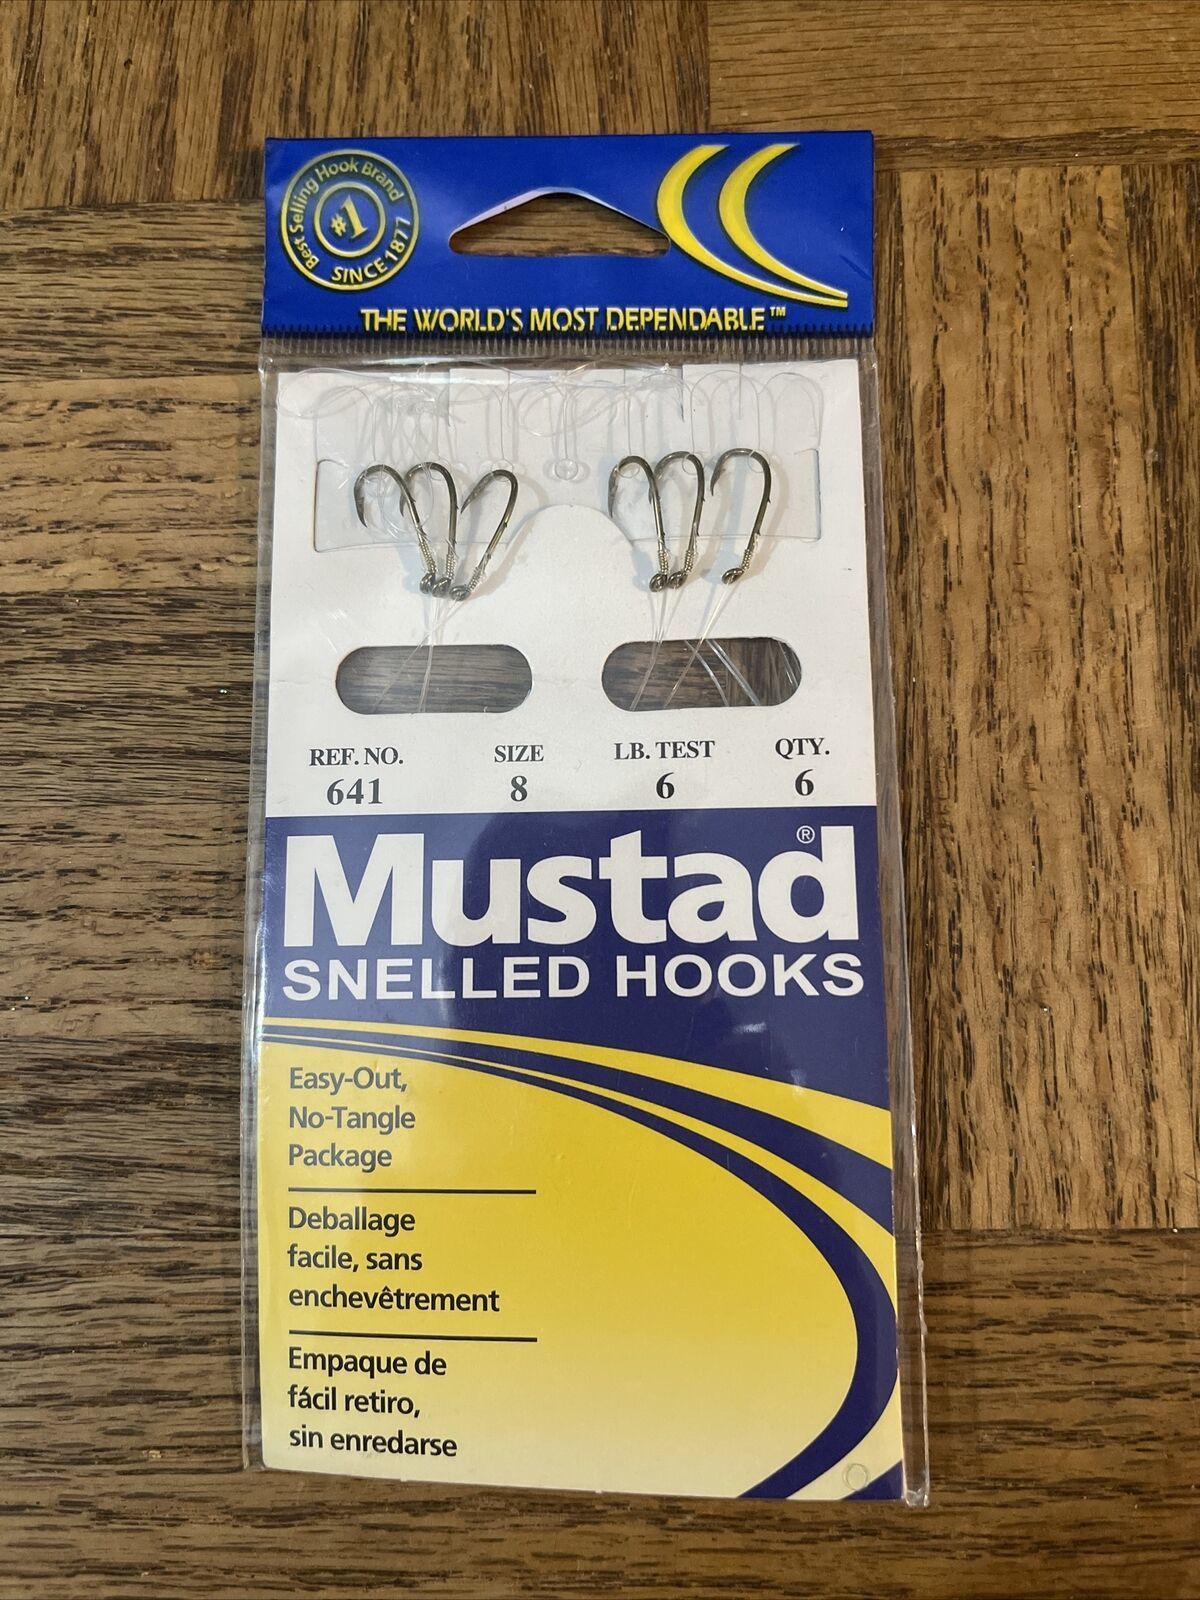 Best Selling Hook Brand
#1
SINCE 1877
THE WORLD'S MOST DEPENDABLE™
REF. NO. SIZE LB. TEST QTY.
641 8 6 6
Mustad®
SNELLED HOOKS
Easy-Out,
No-Tangle
Package
Deballage
facile, sans
enchevêtrement
Empaque de
fácil retiro,
sin enredarse